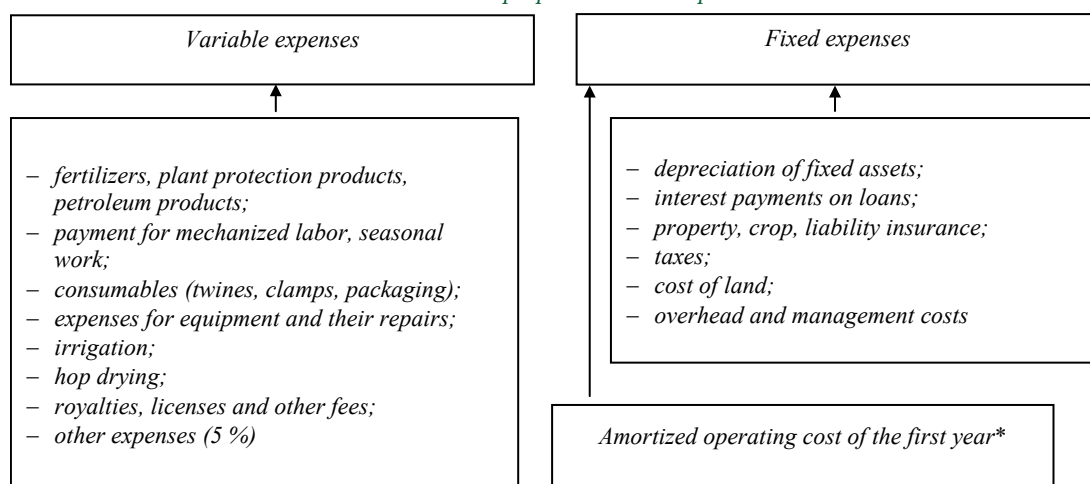 Variable expenses
Fixed expenses
– fertilizers, plant protection products,
petroleum products;
– payment for mechanized labor, seasonal
work;
– consumables (twines, clamps, packaging);
– expenses for equipment and their repairs;
– irrigation;
– hop drying;
– royalties, licenses and other fees;
– other expenses (5 %)
– depreciation of fixed assets;
– interest payments on loans;
– property, crop, liability insurance;
– taxes;
– cost of land;
– overhead and management costs
Amortized operating cost of the first year*